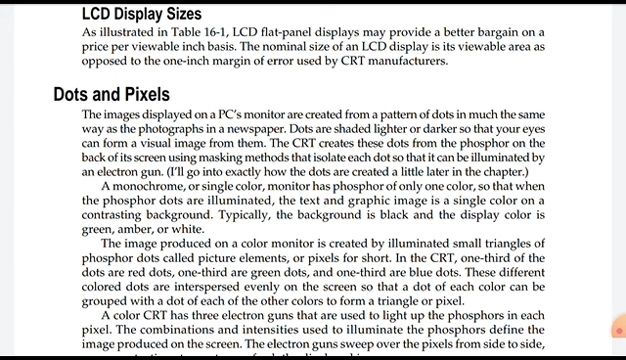 LCD Display Sizes
As illustrated in Table 16-1, LCD flat-panel displays may provide a better bargain on a
price per viewable inch basis. The nominal size of an LCD display is its viewable area as
opposed to the one-inch margin of error used by CRT manufacturers.
Dots and Pixels
The images displayed on a PC's monitor are created from a pattern of dots in much the same
way as the photographs in a newspaper. Dots are shaded lighter or darker so that your eyes
can form a visual image from them. The CRT creates these dots from the phosphor on the
back of its screen using masking methods that isolate each dot so that it can be illuminated by
an electron gun. (I'll go into exactly how the dots are created a little later in the chapter.)
A monochrome, or single color, monitor has phosphor of only one color, so that when
the phosphor dots are illuminated, the text and graphic image is a single color on a
contrasting background. Typically, the background is black and the display color is
green, amber, or white.
The image produced on a color monitor is created by illuminated small triangles of
phosphor dots called picture elements, or pixels for short. In the CRT, one-third of the
dots are red dots, one-third are green dots, and one-third are blue dots. These different
colored dots are interspersed evenly on the screen so that a dot of each color can be
grouped with a dot of each of the other colors to form a triangle or pixel.
A color CRT has three electron guns that are used to light up the phosphors in each
pixel. The combinations and intensities used to illuminate the phosphors define the
image produced on the screen. The electron guns sweep over the pixels from side to side,